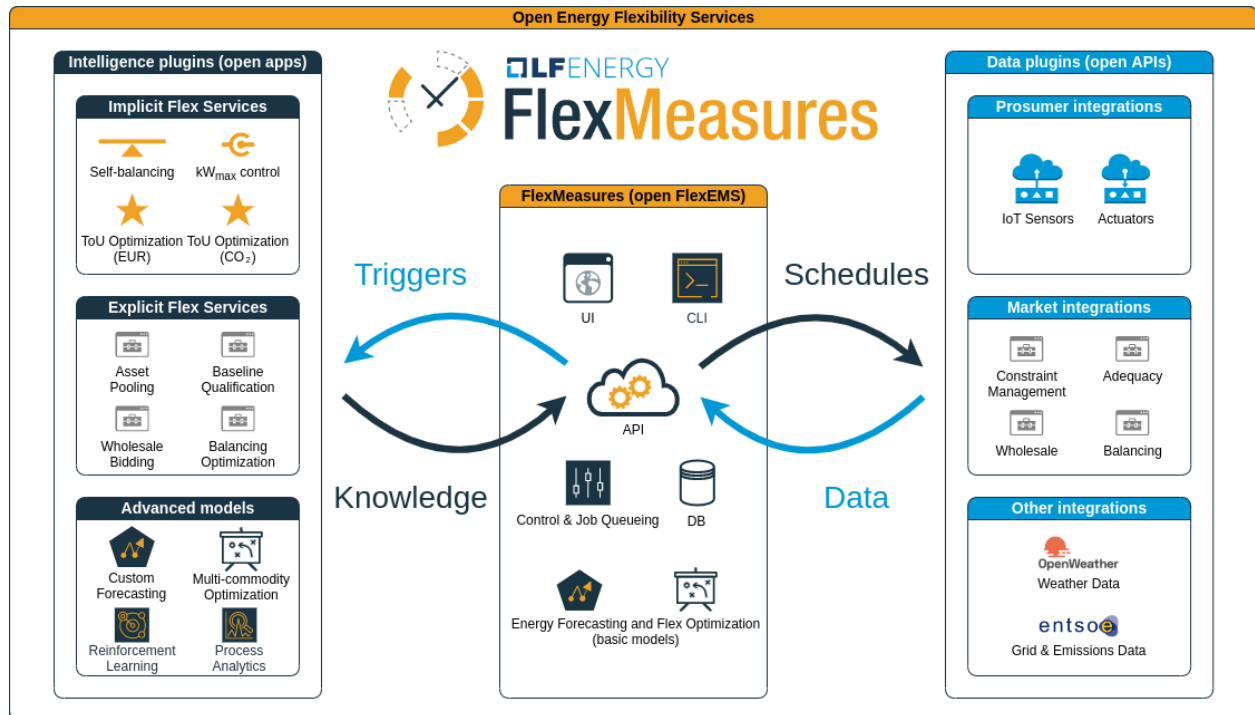 Open Energy Flexibility Services
Intelligence plugins (open apps)
Implicit Flex Services
Self-balancing
kWmax control
ToU Optimization
(EUR)
ToU Optimization
(CO₂)
Explicit Flex Services
Asset
Pooling
Baseline
Qualification
Wholesale
Bidding
Balancing
Optimization
Advanced models
Custom
Forecasting
Multi-commodity
Optimization
Reinforcement
Learning
Process
Analytics
LFENERGY
FlexMeasures
Triggers
Knowledge
FlexMeasures (open FlexEMS)
UI
CLI
API
Control & Job Queueing
DB
Energy Forecasting and Flex Optimization
(basic models)
Schedules
Data
Data plugins (open APIs)
Prosumer integrations
IoT Sensors
Actuators
Market integrations
Constraint
Management
Adequacy
Wholesale
Balancing
Other integrations
OpenWeather
Weather Data
entsoe
Grid & Emissions Data